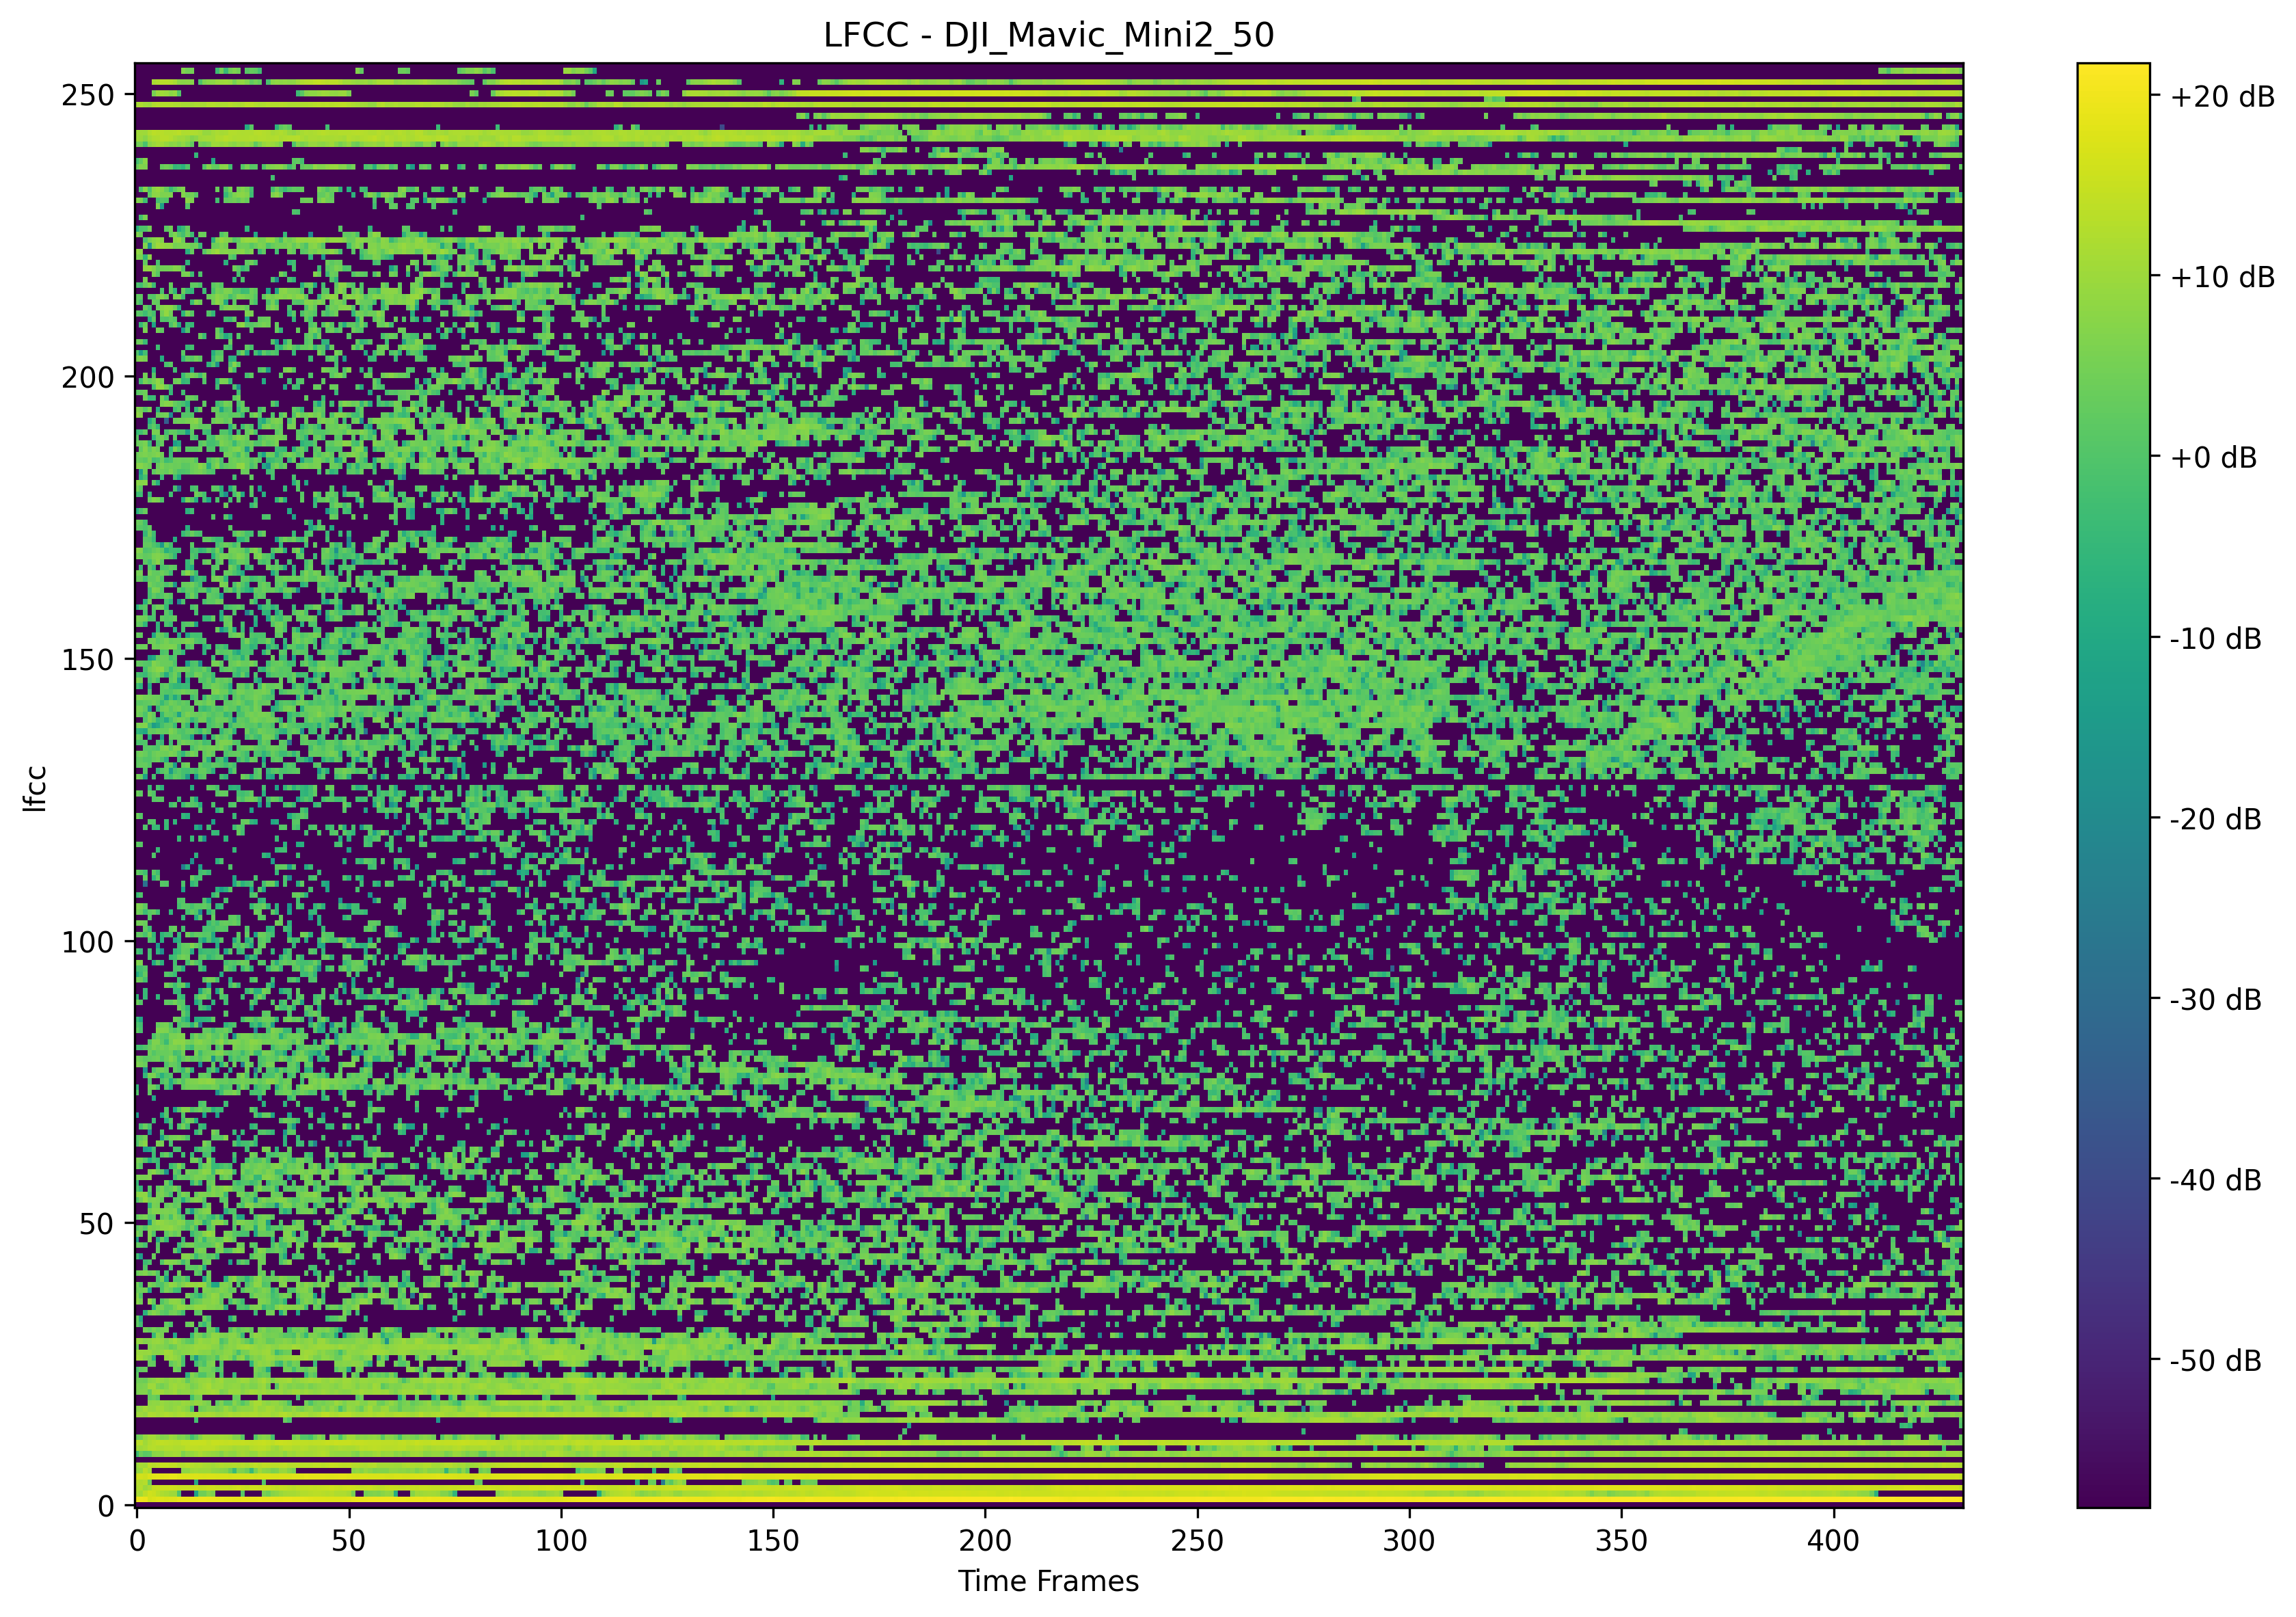 LFCC - DJI_Mavic_Mini2_50
250
200
150
100
50
0
lfcc
0 50 100 150 200 250 300 350 400
Time Frames
+20 dB
+10 dB
+0 dB
-10 dB
-20 dB
-30 dB
-40 dB
-50 dB